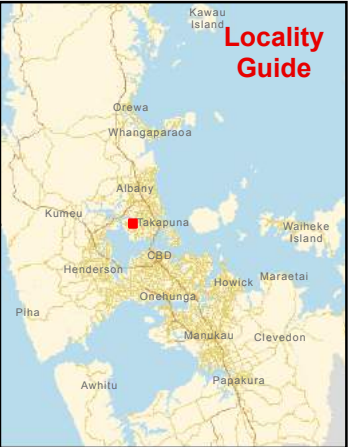 Kawau
Island
Locality
Guide
Orewa
Whangaparaoa
Albany
Kumeu
Takapuna
Waiheke
Island
CBD
Henderson
Howick
Maraetai
Onehunga
Piha
Manukau
Clevedon
Papakura
Awhitu